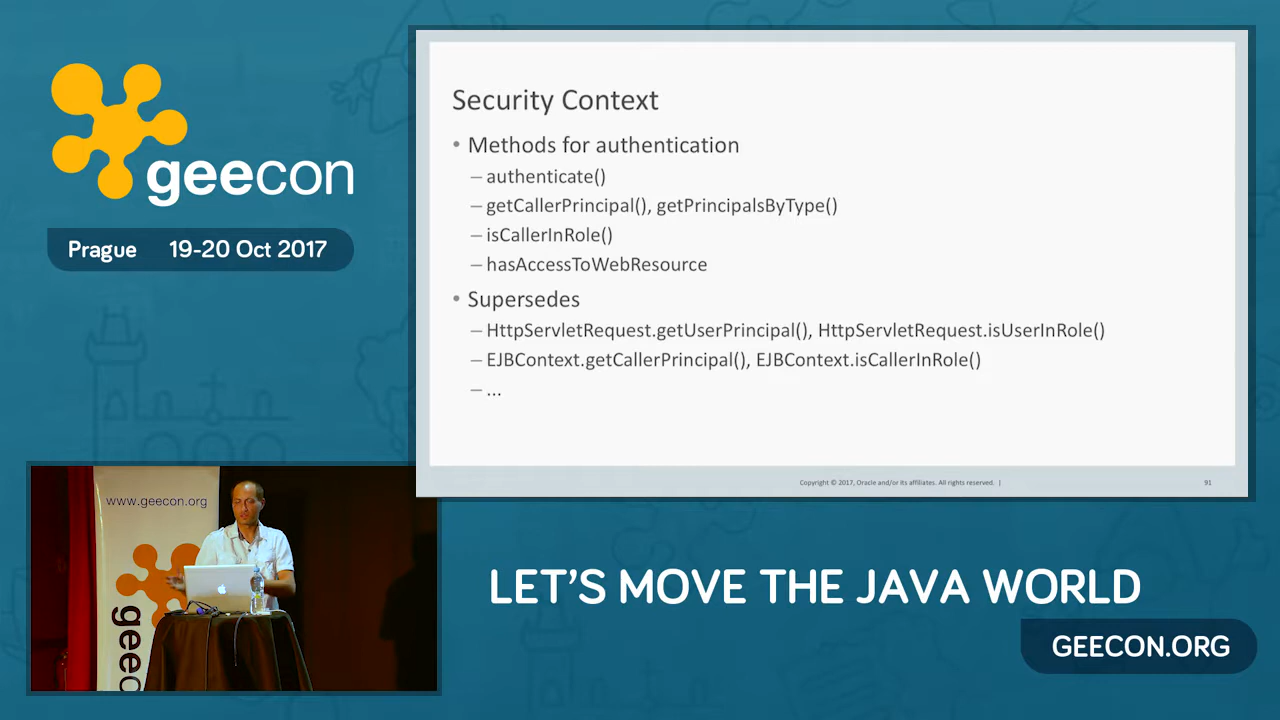 geecon
Prague 19-20 Oct 2017
Security Context
• Methods for authentication
– authenticate()
– getCallerPrincipal(), getPrincipalsByType()
– isCallerInRole()
– hasAccessToWebResource
• Supersedes
– HttpServletRequest.getUserPrincipal(), HttpServletRequest.isUserInRole()
– EJBContext.getCallerPrincipal(), EJBContext.isCallerInRole()
– ...
Copyright © 2017, Oracle and/or its affiliates. All rights reserved. |
91
www.geecon.org
geec
LET'S MOVE THE JAVA WORLD
GEECON.ORG